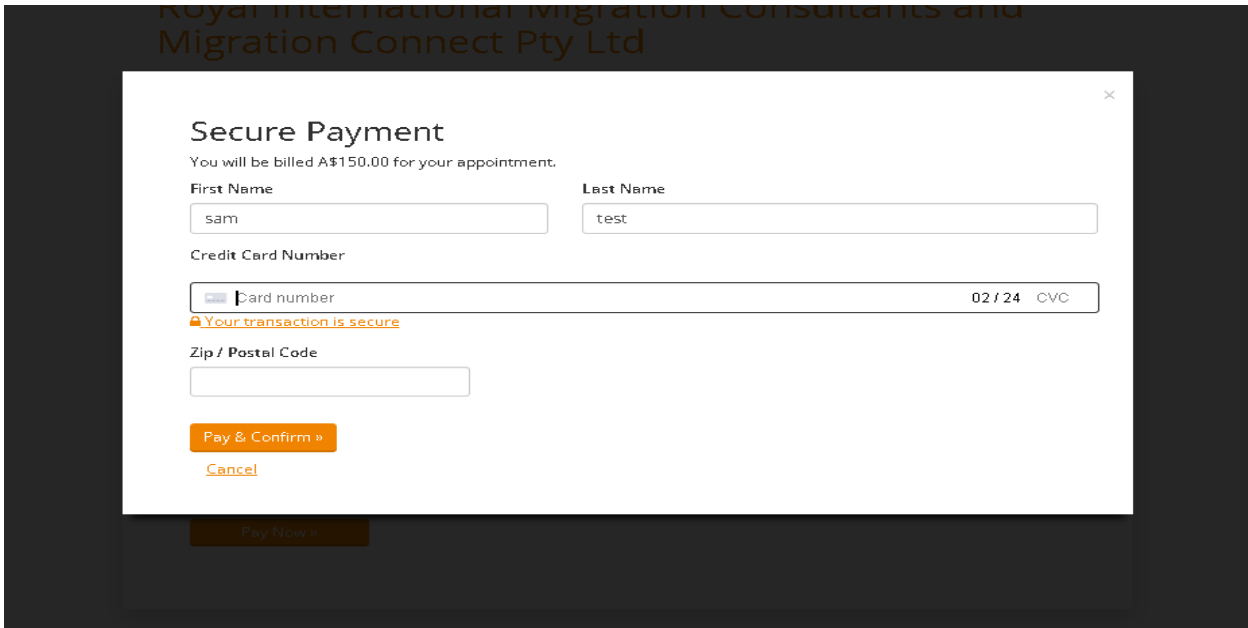 Royal International Migration Consultants and
Migration Connect Pty Ltd
×
Secure Payment
You will be billed A$150.00 for your appointment.
First Name
Last Name
sam
test
Credit Card Number
Card number
02 / 24 CVC
Your transaction is secure
Zip / Postal Code
Pay & Confirm »
Cancel
Pay Now »